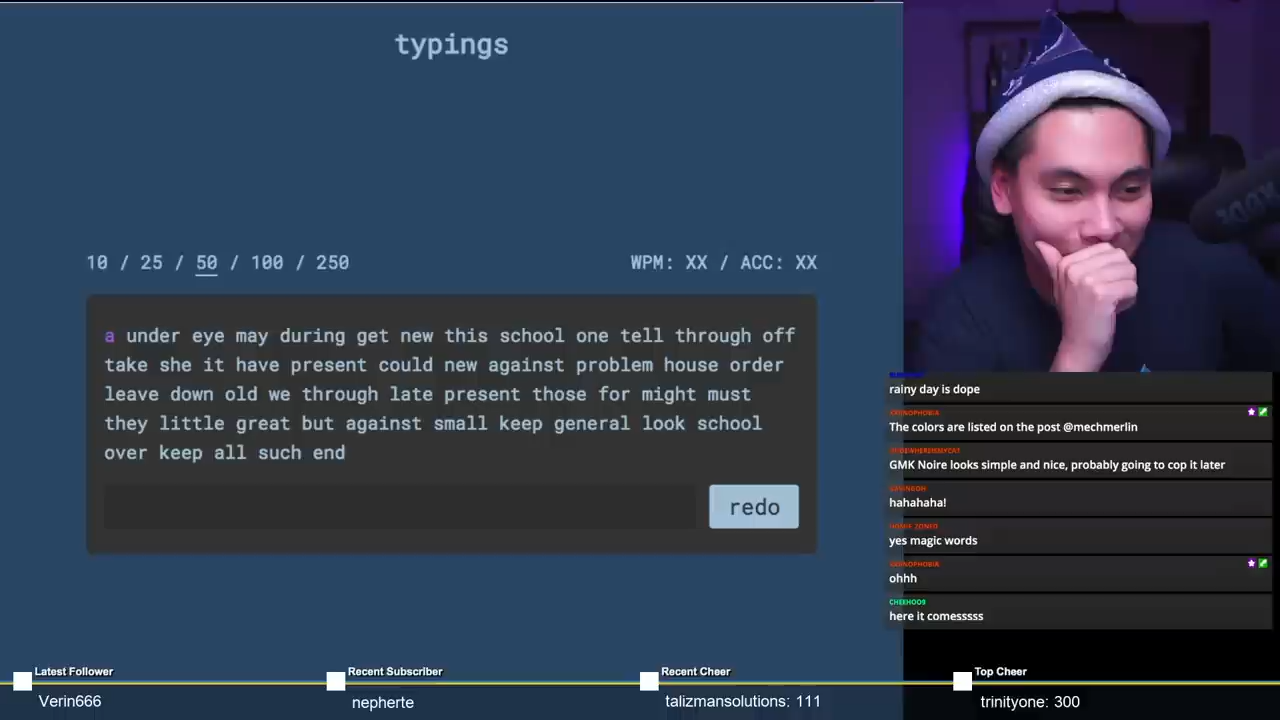 typings
10 / 25 / 50 / 100 / 250
WPM: XX / ACC: XX
a under eye may during get new this school one tell through off
take she it have present could new against problem house order
leave down old we through late present those for might must
they little great but against small keep general look school
over keep all such end
redo
rainy day is dope
The colors are listed on the post @mechmerlin
GMK Noire looks simple and nice, probably going to cop it later
hahahaha!
yes magic words
ohhh
CHEEHOO9
here it comesssss
Latest Follower
Verin666
Recent Subscriber
nepherte
Recent Cheer
talizmansolutions: 111
Top Cheer
trinityone: 300